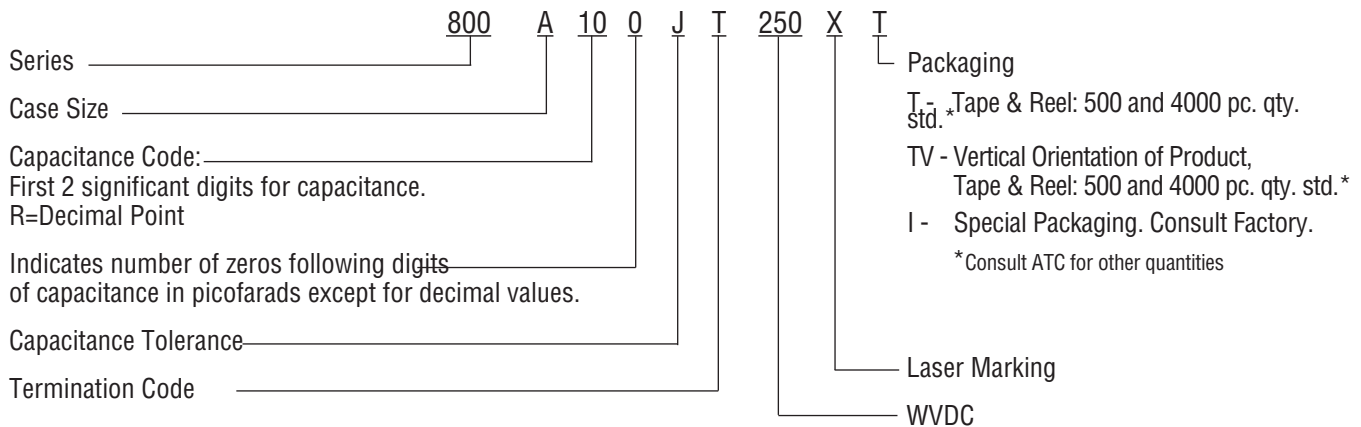 800 A 10 0 J T 250 X T
Series
Case Size
Capacitance Code:
First 2 significant digits for capacitance.
R=Decimal Point
Indicates number of zeros following digits
of capacitance in picofarads except for decimal values.
Capacitance Tolerance
Termination Code
Packaging
T - Tape & Reel: 500 and 4000 pc. qty.
std.*
TV - Vertical Orientation of Product,
Tape & Reel: 500 and 4000 pc. qty. std.*
I - Special Packaging. Consult Factory.
*Consult ATC for other quantities
Laser Marking
WVDC